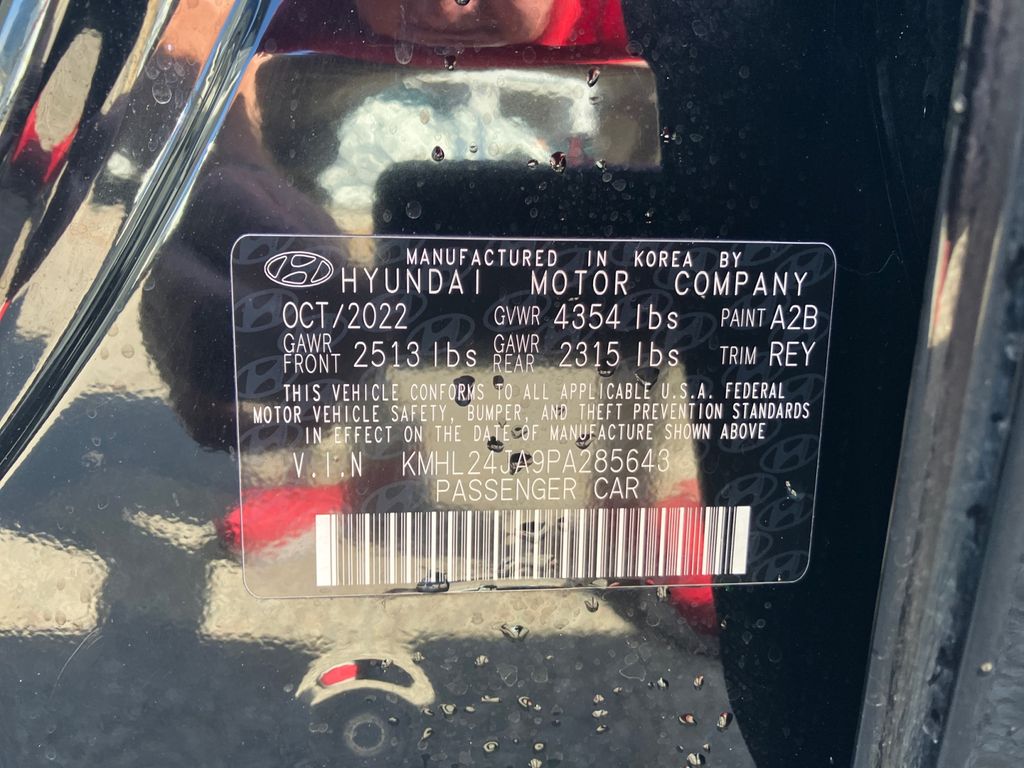 MANUFACTURED IN KOREA BY
HYUNDAI MOTOR COMPANY
OCT/2022 GVWR 4354 lbs PAINT A2B
GAWR FRONT 2513 lbs GAWR REAR 2315 lbs TRIM REY
THIS VEHICLE CONFORMS TO ALL APPLICABLE U.S.A. FEDERAL
MOTOR VEHICLE SAFETY, BUMPER, AND THEFT PREVENTION STANDARDS
IN EFFECT ON THE DATE OF MANUFACTURE SHOWN ABOVE
V.I.N KMHL24JA9PA285643
PASSENGER CAR